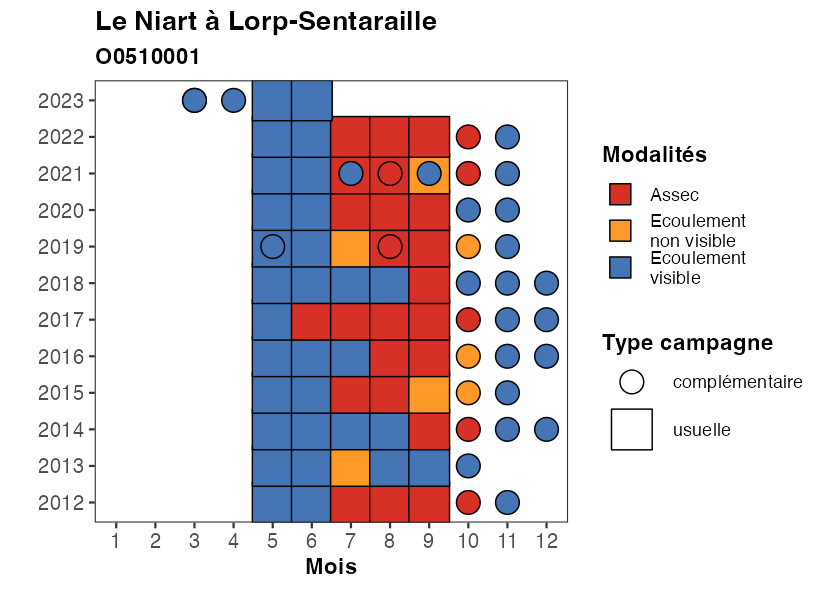 Le Niart à Lorp-Sentaraille
O0510001
2023
2022
2021
2020
2019
2018
2017
2016
2015
2014
2013
2012
1 2 3 4 5 6 7 8 9 10 11 12
Mois
Modalités
Assec
Ecoulement
non visible
Ecoulement
visible
Type campagne
complémentaire
usuelle